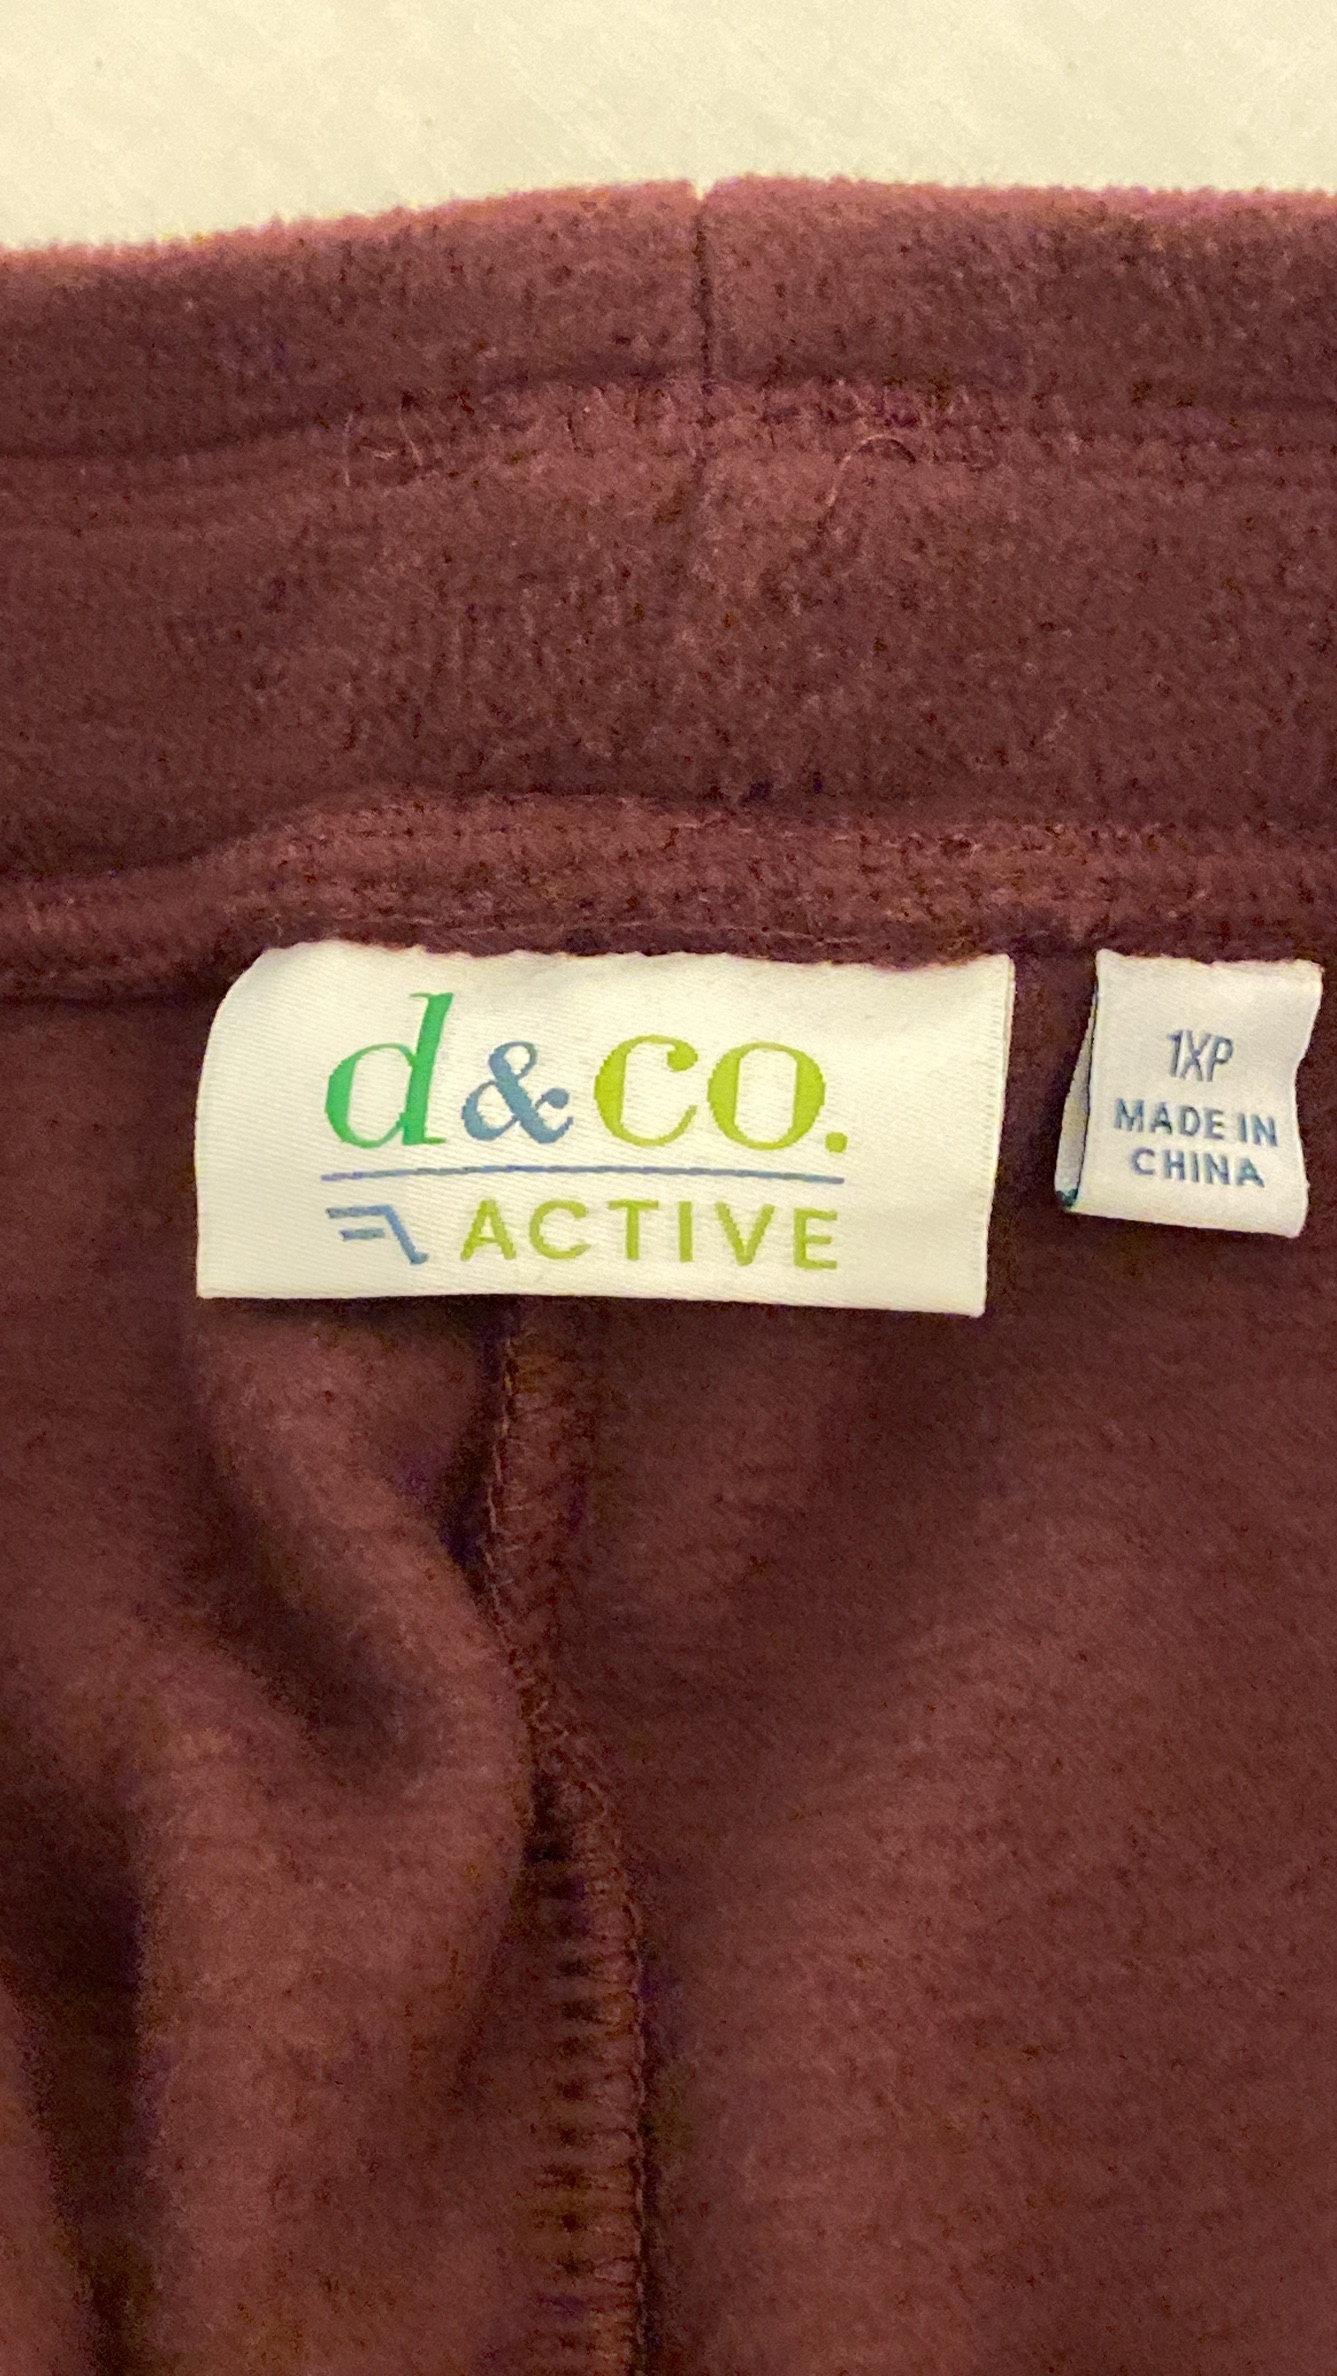 d&co.
ACTIVE
1XP
MADE IN
CHINA